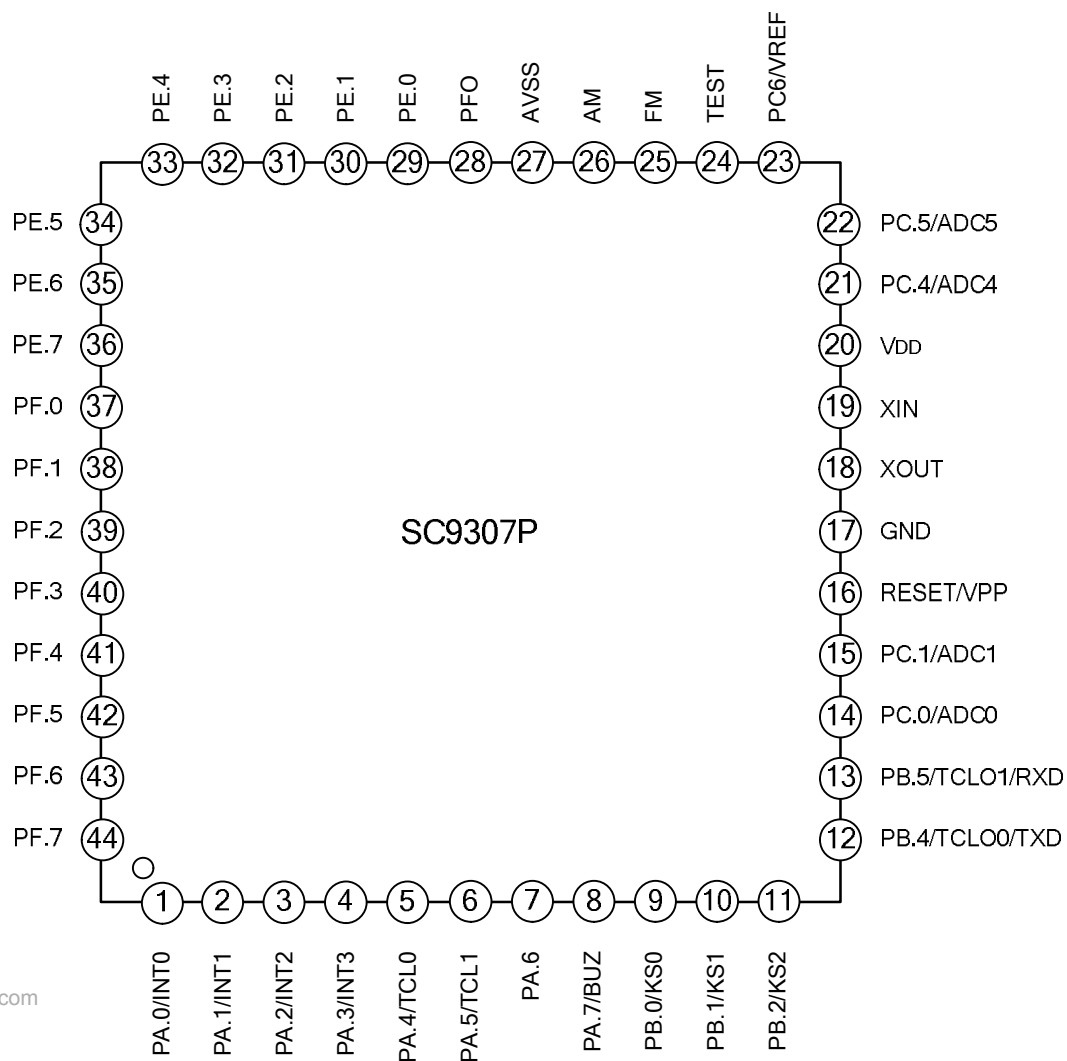 PE.4
PE.3
PE.2
PE.1
PE.0
PFO
AVSS
AM
FM
TEST
PC6/VREF
33
32
31
30
29
28
27
26
25
24
23
PE.5 34
22 PC.5/ADC5
PE.6 35
21 PC.4/ADC4
PE.7 36
20 VDD
PF.0 37
19 XIN
PF.1 38
18 XOUT
PF.2 39
SC9307P
17 GND
PF.3 40
16 RESET/VPP
PF.4 41
15 PC.1/ADC1
PF.5 42
14 PC.0/ADC0
PF.6 43
13 PB.5/TCLO1/RXD
PF.7 44
12 PB.4/TCLO0/TXD
1
2
3
4
5
6
7
8
9
10
11
PA.0/INT0
PA.1/INT1
PA.2/INT2
PA.3/INT3
PA.4/TCL0
PA.5/TCL1
PA.6
PA.7/BUZ
PB.0/KS0
PB.1/KS1
PB.2/KS2
com